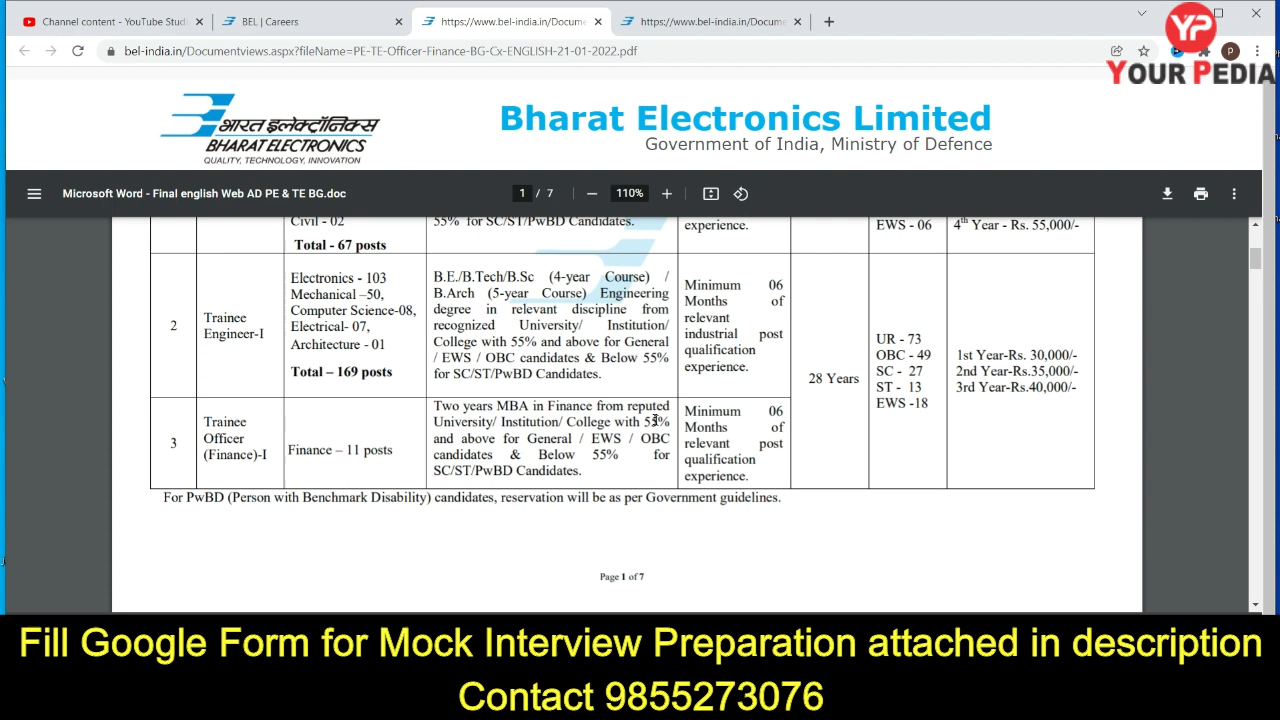 Channel content - YouTube Stud
BEL | Careers
https://www.bel-india.in/Docume
https://www.bel-india.in/Docum
bel-india.in/Documentviews.aspx?fileName=PE-TE-Officer-Finance-BG-Cx-ENGLISH-21-01-2022.pdf
YP
YOUR PEDIA
भारत इलेक्ट्रॉनिक्स
BHARAT ELECTRONICS
QUALITY, TECHNOLOGY, INNOVATION
Bharat Electronics Limited
Government of India, Ministry of Defence
Microsoft Word - Final english Web AD PE & TE BG.doc
1 / 7
110%
Civil - 02
Total - 67 posts
55% for SC/ST/PwBD Candidates.
experience.
EWS - 06
4th Year - Rs. 55,000/-
2
Trainee
Engineer-I
Electronics - 103
Mechanical –50,
Computer Science-08,
Electrical- 07,
Architecture - 01
Total – 169 posts
B.E./B.Tech/B.Sc (4-year Course) /
B.Arch (5-year Course) Engineering
degree in relevant discipline from
recognized University/ Institution/
College with 55% and above for General
/ EWS / OBC candidates & Below 55%
for SC/ST/PwBD Candidates.
Minimum 06
Months of
relevant
industrial post
qualification
experience.
28 Years
UR - 73
OBC - 49
SC - 27
ST - 13
EWS -18
1st Year-Rs. 30,000/-
2nd Year-Rs.35,000/-
3rd Year-Rs.40,000/-
3
Trainee
Officer
(Finance)-I
Finance – 11 posts
Two years MBA in Finance from reputed
University/ Institution/ College with 55%
and above for General / EWS / OBC
candidates & Below 55% for
SC/ST/PwBD Candidates.
Minimum 06
Months of
relevant post
qualification
experience.
For PwBD (Person with Benchmark Disability) candidates, reservation will be as per Government guidelines.
Page 1 of 7
Fill Google Form for Mock Interview Preparation attached in description
Contact 9855273076